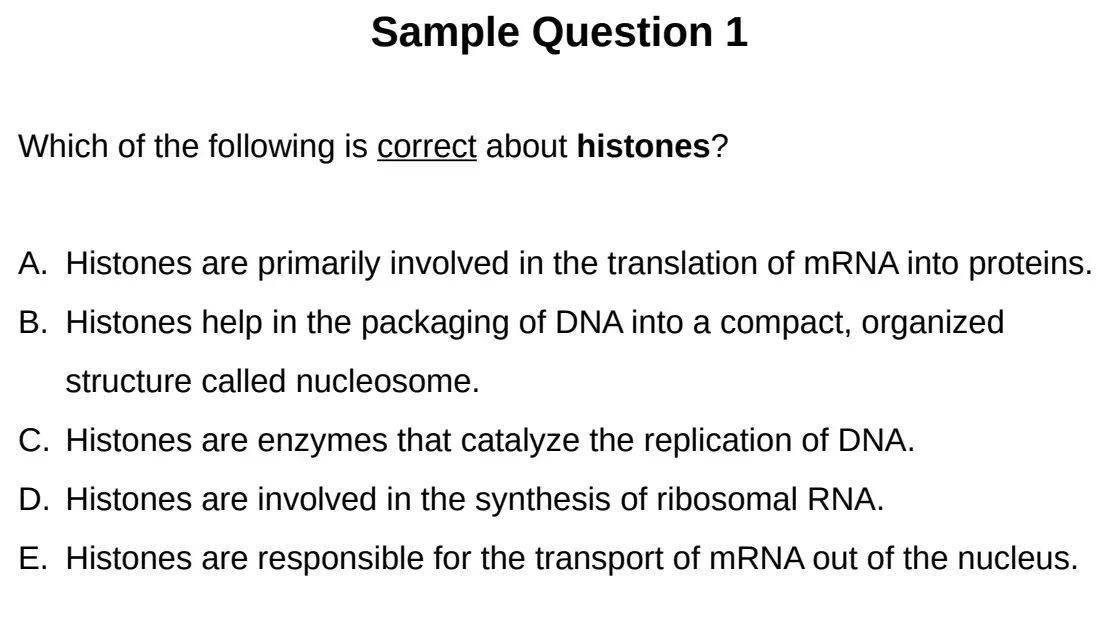 Sample Question 1
Which of the following is correct about histones?
A. Histones are primarily involved in the translation of mRNA into proteins.
B. Histones help in the packaging of DNA into a compact, organized
structure called nucleosome.
C. Histones are enzymes that catalyze the replication of DNA.
D. Histones are involved in the synthesis of ribosomal RNA.
E. Histones are responsible for the transport of mRNA out of the nucleus.